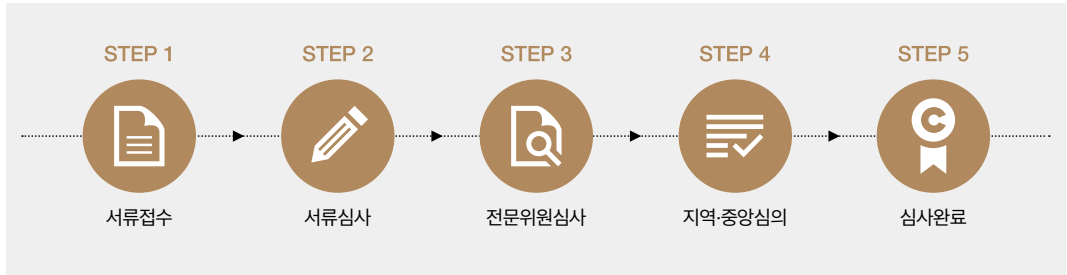 STEP 1
STEP 2
STEP 3
STEP 4
STEP 5
서류접수
서류심사
전문위원심사
지역·중앙심의
심사완료